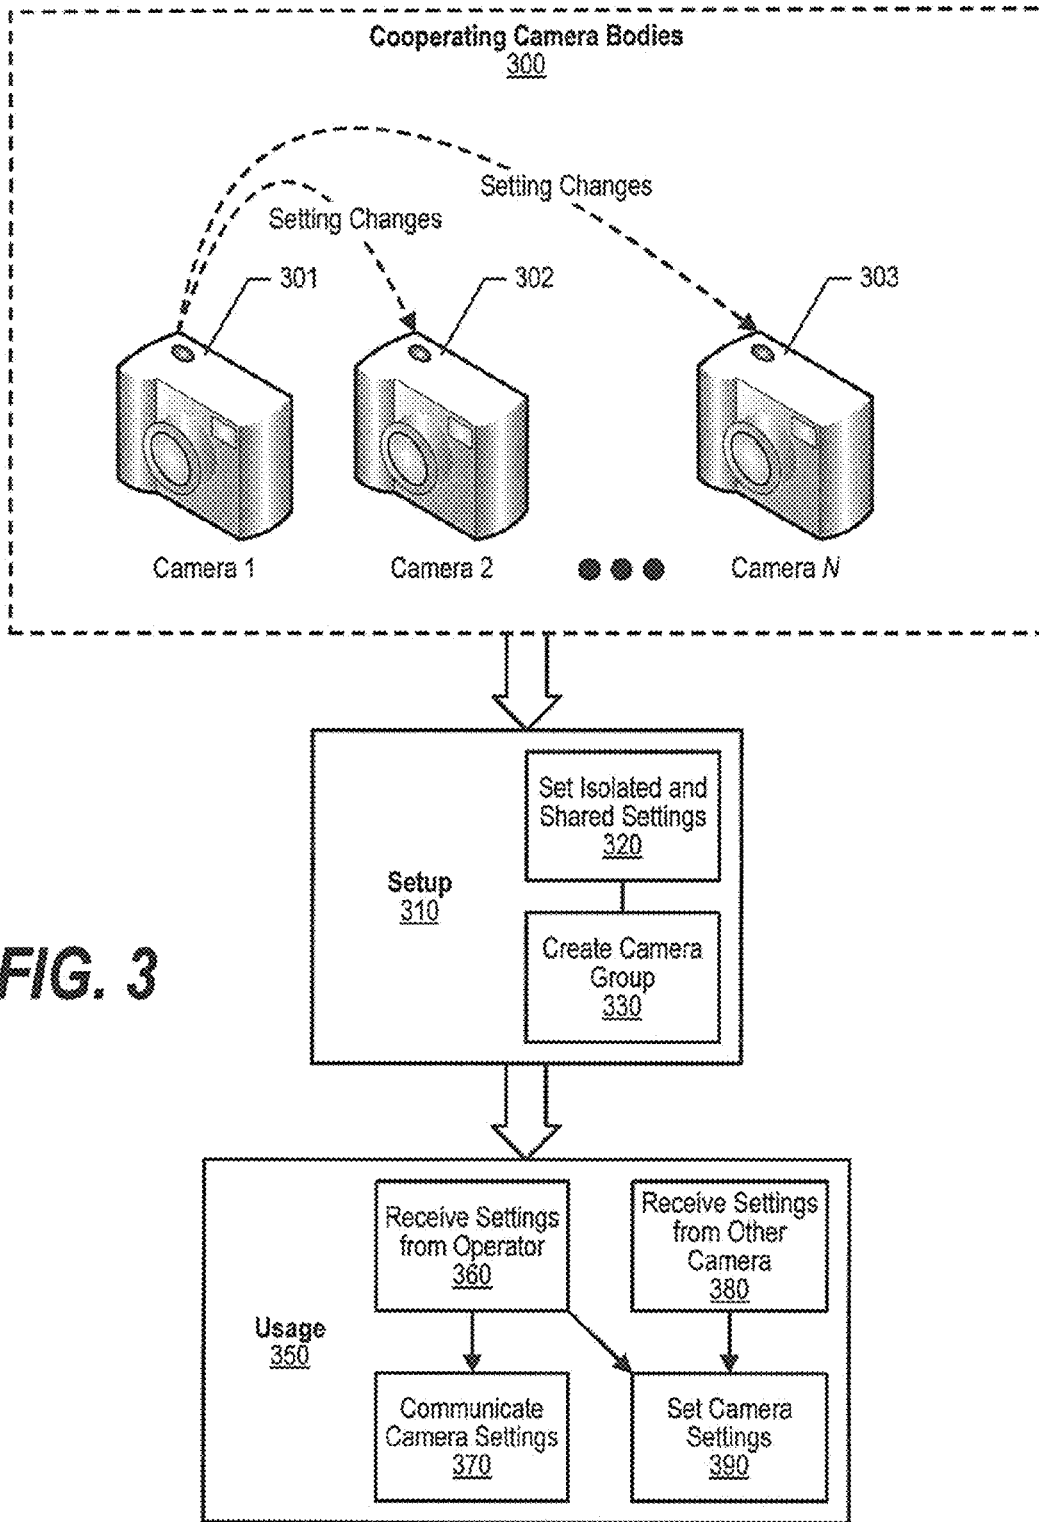 Cooperating Camera Bodies
300
Setting Changes
Setting Changes
301
302
303
Camera 1
Camera 2
Camera N
Set Isolated and
Shared Settings
320
Setup
310
Create Camera
Group
330
FIG. 3
Receive Settings
from Operator
360
Receive Settings
from Other
Camera
380
Usage
350
Communicate
Camera Settings
370
Set Camera
Settings
390